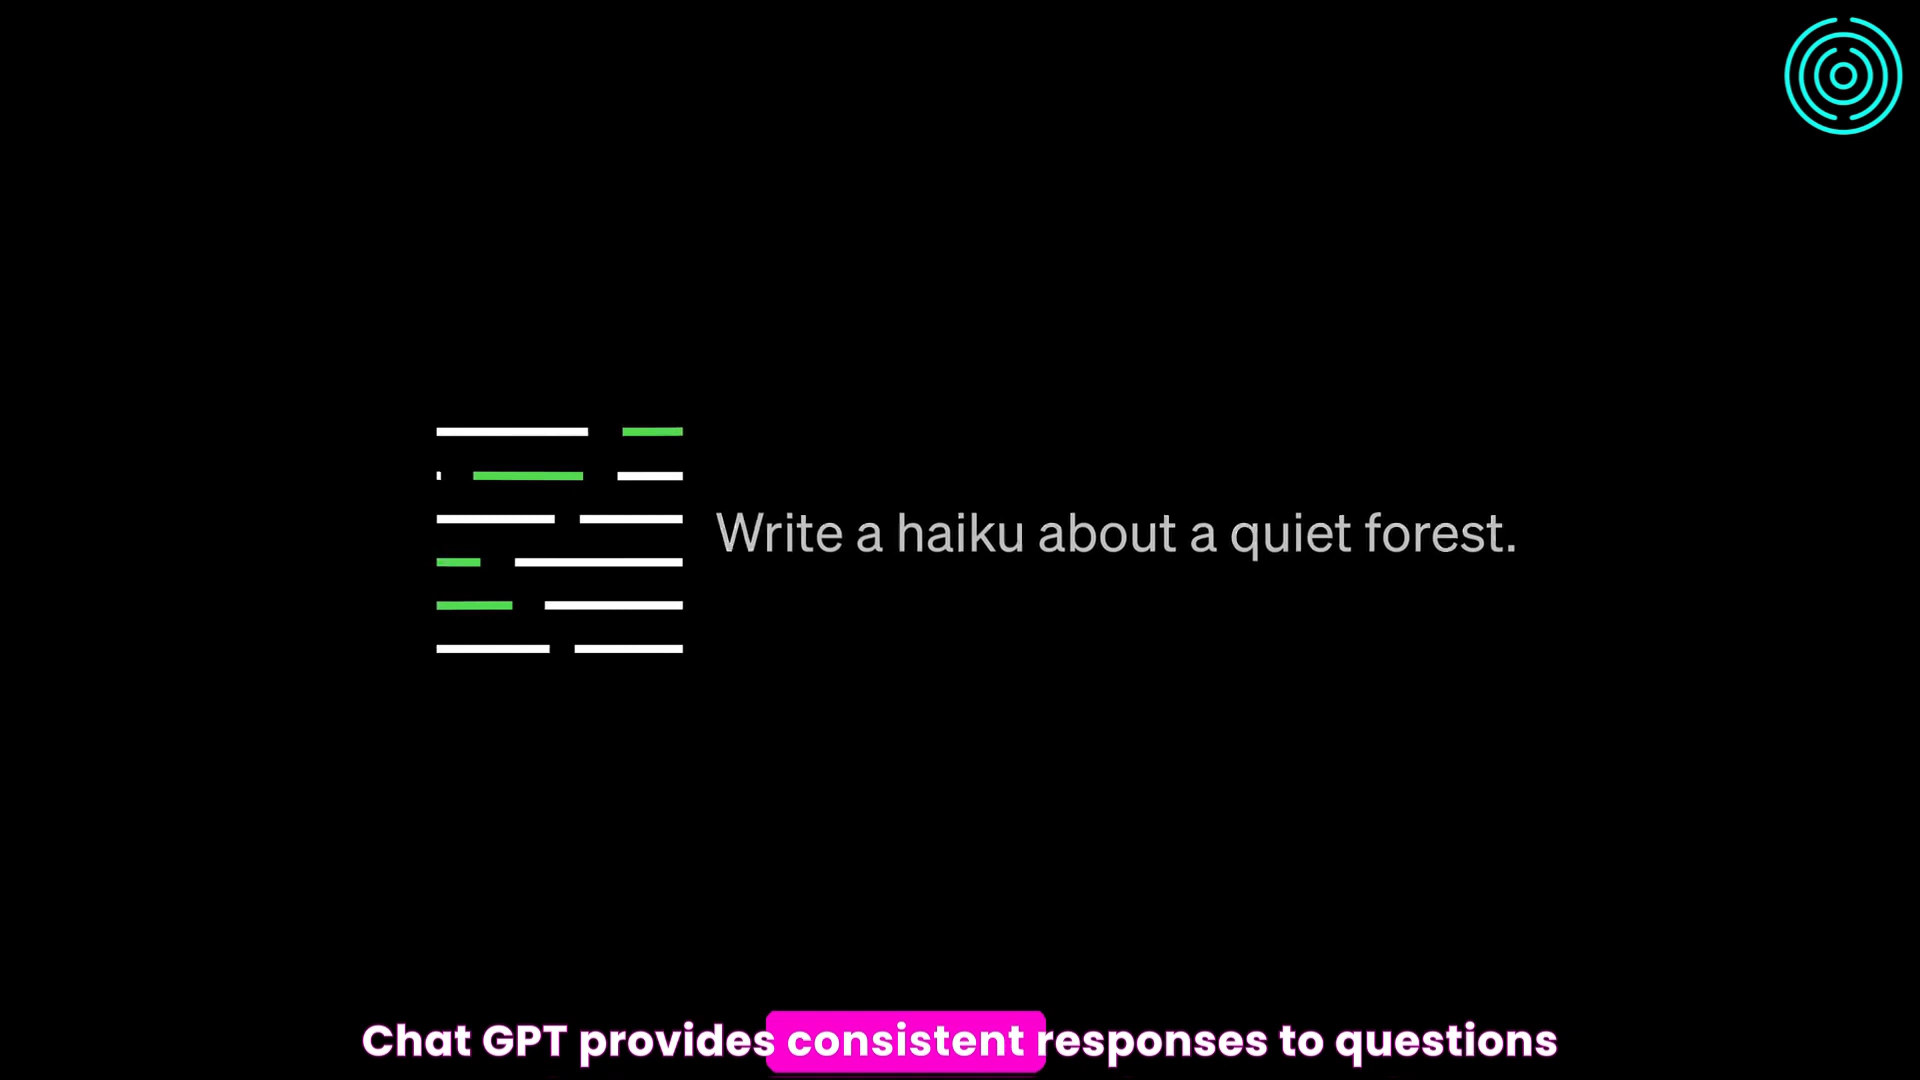 Write a haiku about a quiet forest.
Chat GPT provides consistent responses to questions